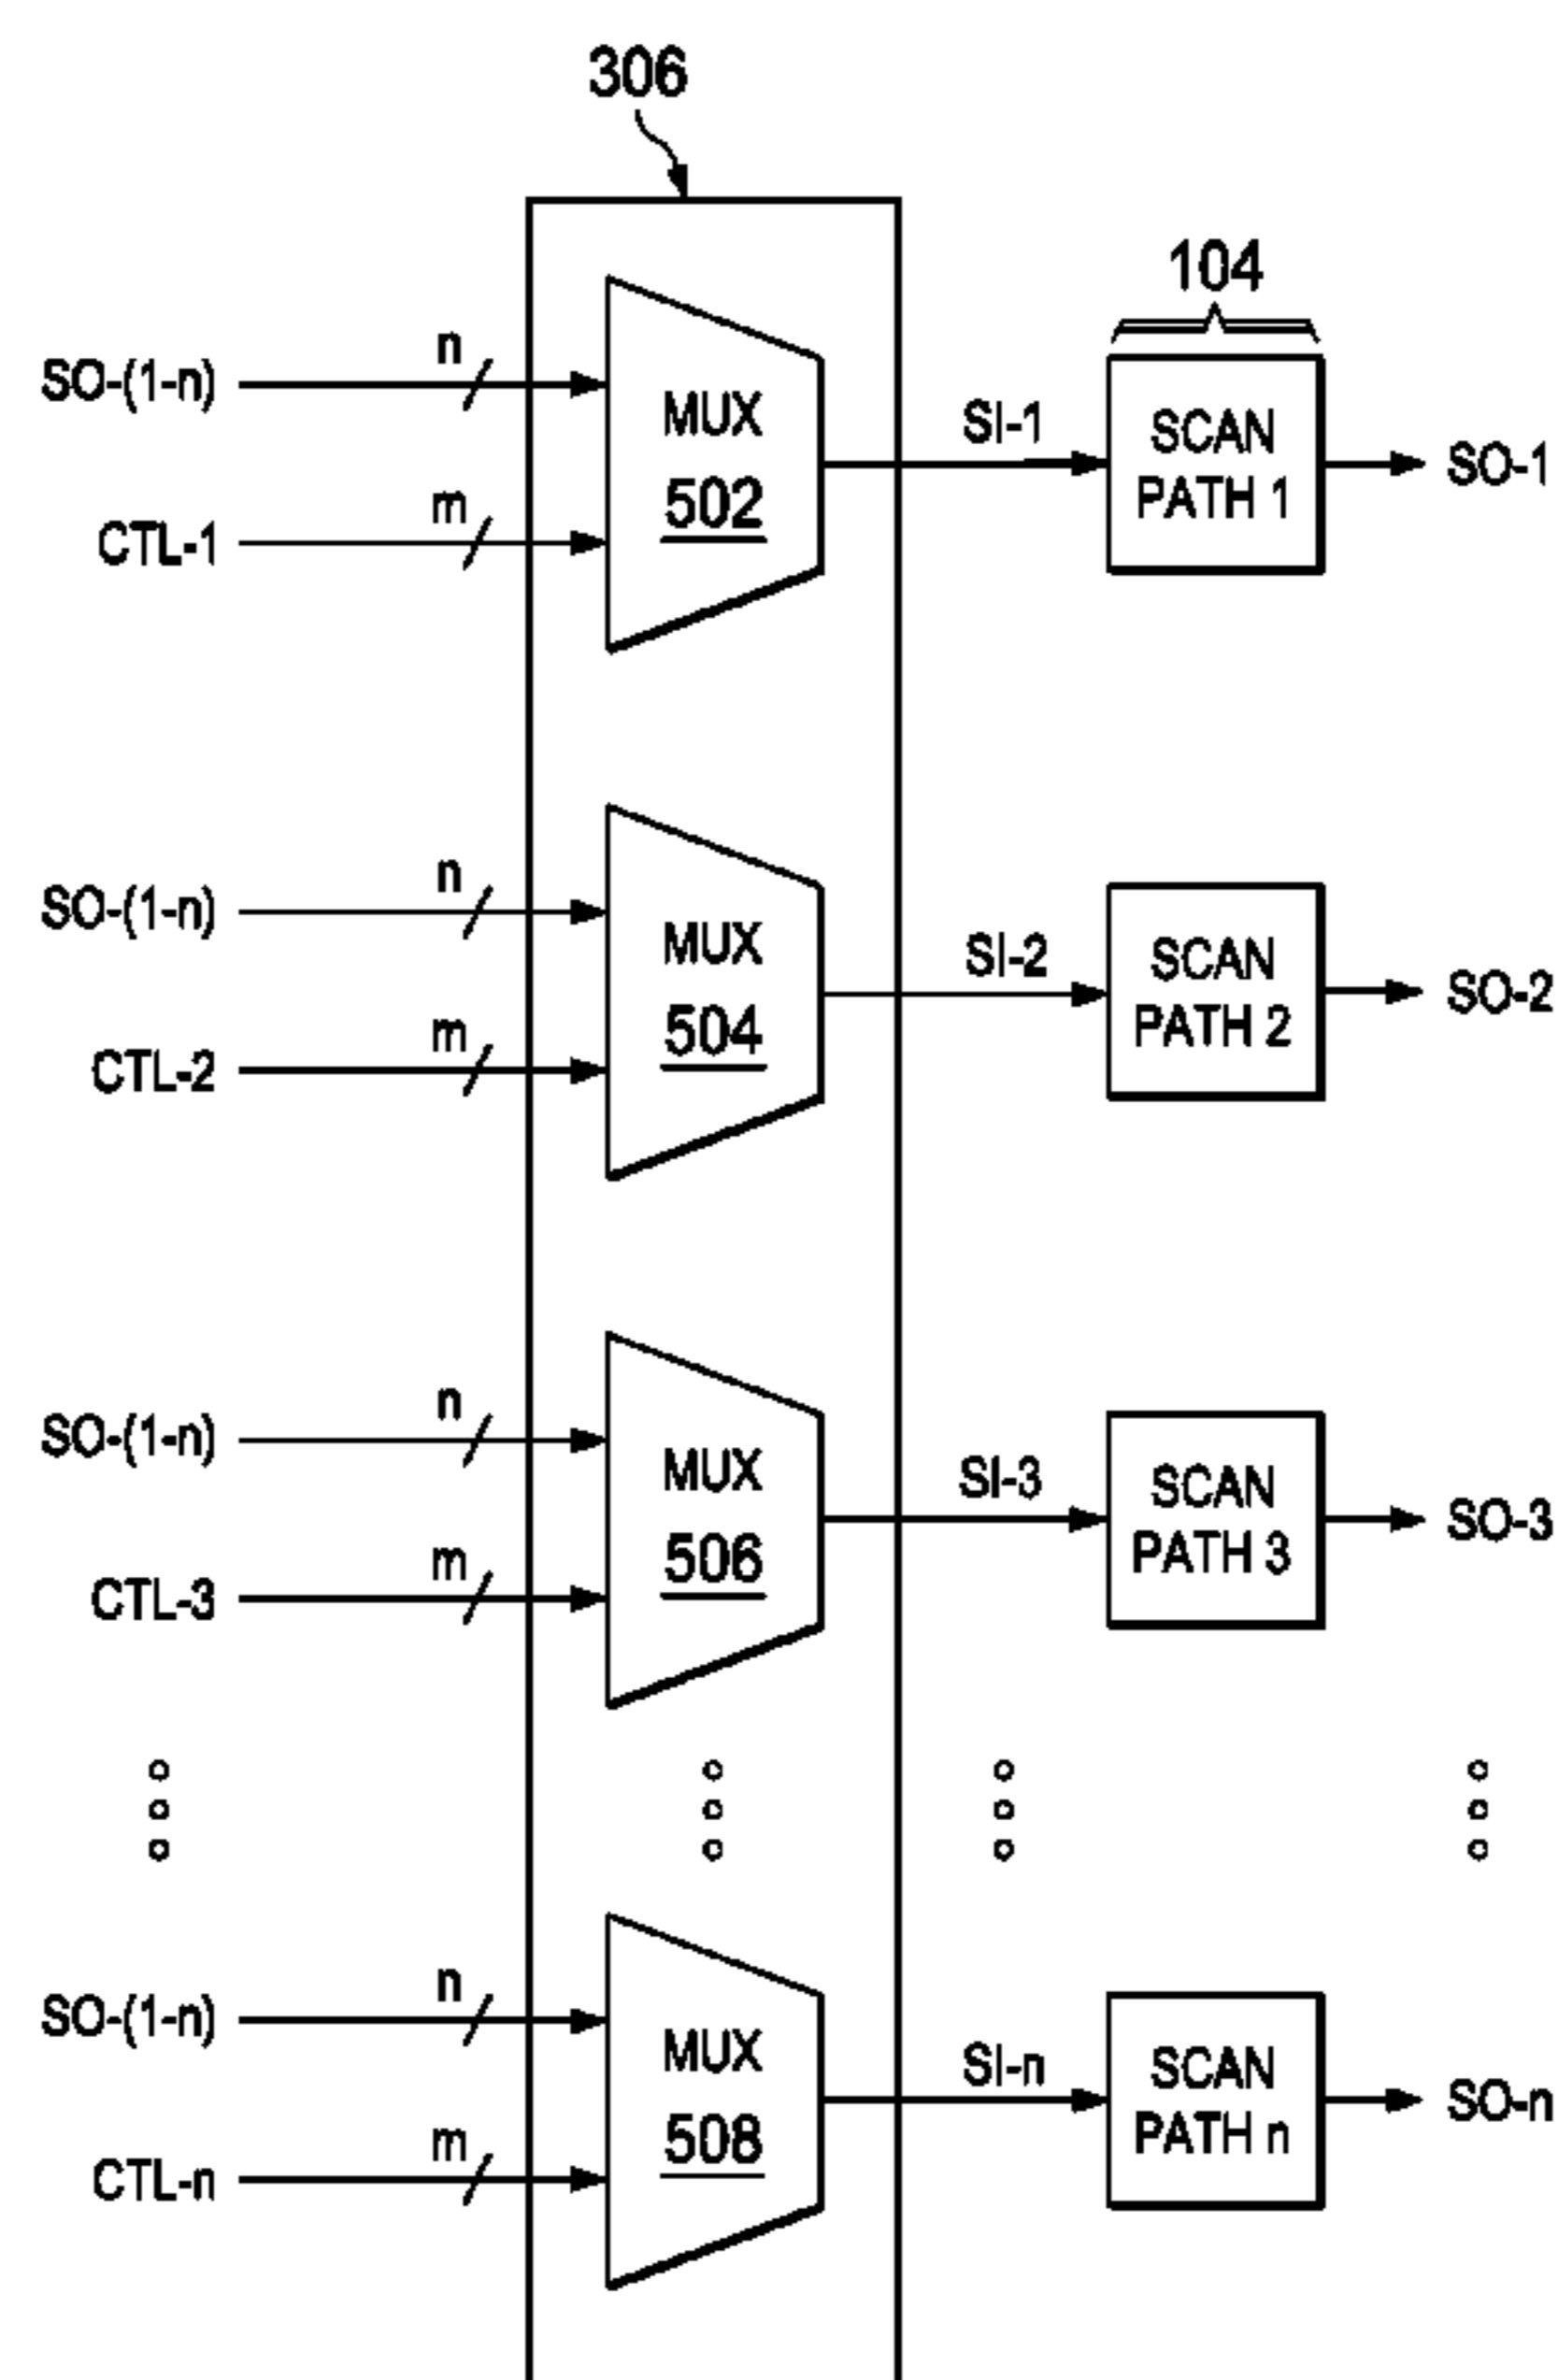 306
104
SO-(1-n)
n
CTL-1
m
MUX
502
SI-1
SCAN
PATH 1
SO-1
SO-(1-n)
n
CTL-2
m
MUX
504
SI-2
SCAN
PATH 2
SO-2
SO-(1-n)
n
CTL-3
m
MUX
506
SI-3
SCAN
PATH 3
SO-3
SO-(1-n)
n
CTL-n
m
MUX
508
SI-n
SCAN
PATH n
SO-n